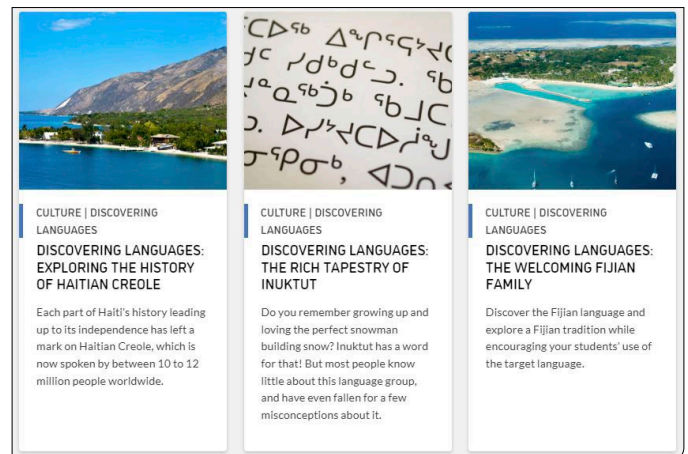 CULTURE | DISCOVERING
LANGUAGES
DISCOVERING LANGUAGES:
EXPLORING THE HISTORY
OF HAITIAN CREOLE
Each part of Haiti's history leading
up to its independence has left a
mark on Haitian Creole, which is
now spoken by between 10 to 12
million people worldwide.
CULTURE | DISCOVERING
LANGUAGES
DISCOVERING LANGUAGES:
THE RICH TAPESTRY OF
INUKTUT
Do you remember growing up and
loving the perfect snowman
building snow? Inuktut has a word
for that! But most people know
little about this language group,
and have even fallen for a few
misconceptions about it.
CULTURE | DISCOVERING
LANGUAGES
DISCOVERING LANGUAGES:
THE WELCOMING FIJIAN
FAMILY
Discover the Fijian language and
explore a Fijian tradition while
encouraging your students' use of
the target language.